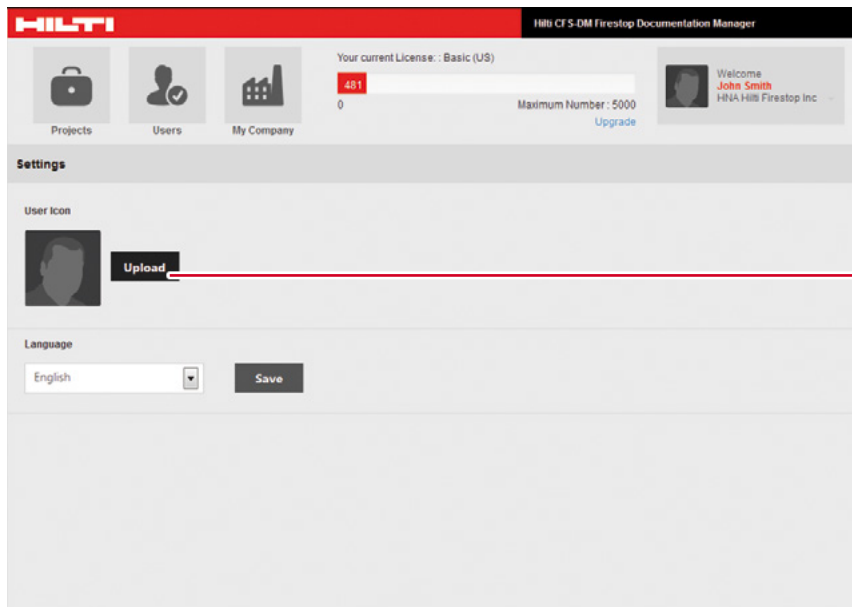 HILTI
Hilti CFS-DM Firestop Documentation Manager
Your current License: : Basic (US)
481
0
Maximum Number : 5000
Upgrade
Welcome
John Smith
HNA Hilti Firestop Inc
Projects
Users
My Company
Settings
User Icon
Upload
Language
English
Save